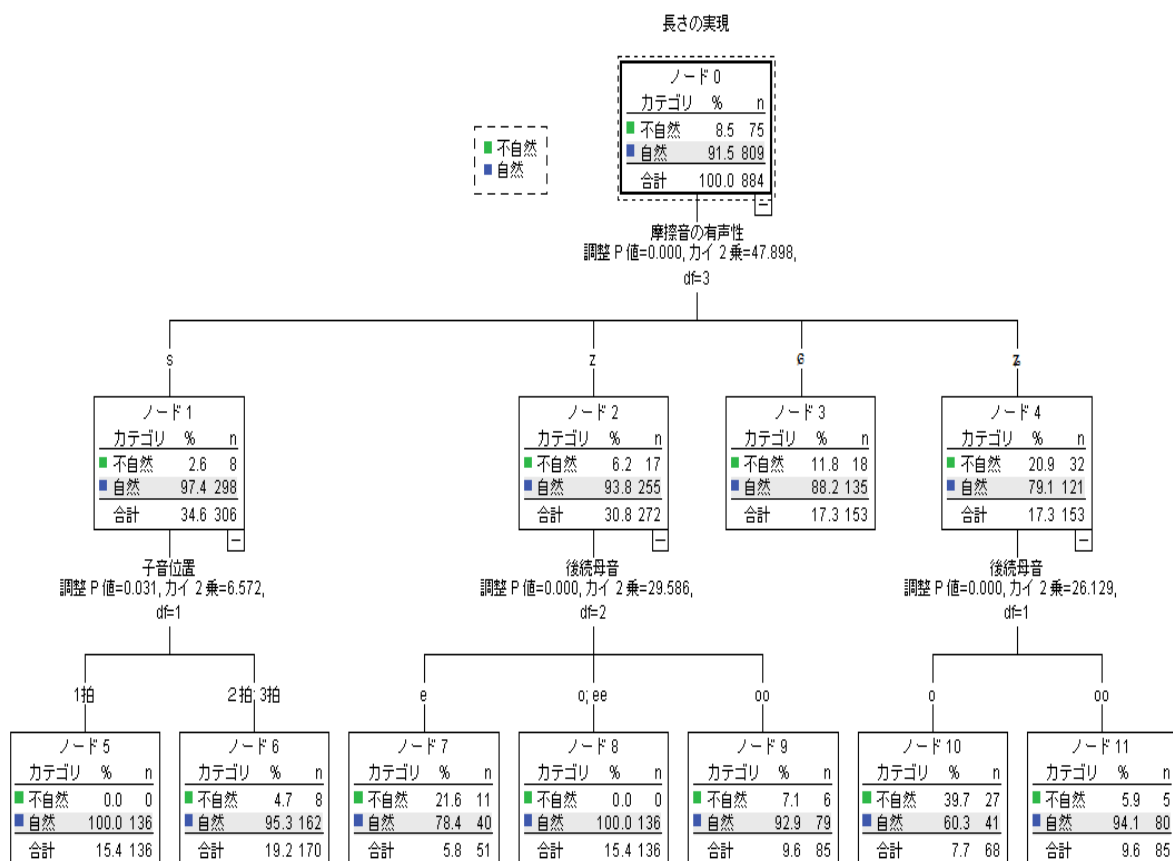 長さの実現
ノード 0
カテゴリ % n
不自然 8.5 75
自然 91.5 809
合計 100.0 884
不自然
自然
摩擦音の有声性
調整 P 値=0.000, カイ 2 乗=47.898,
df=3
s
z
ɕ
ʑ
ノード 1
カテゴリ % n
不自然 2.6 8
自然 97.4 298
合計 34.6 306
ノード 2
カテゴリ % n
不自然 6.2 17
自然 93.8 255
合計 30.8 272
ノード 3
カテゴリ % n
不自然 11.8 18
自然 88.2 135
合計 17.3 153
ノード 4
カテゴリ % n
不自然 20.9 32
自然 79.1 121
合計 17.3 153
子音位置
調整 P 値=0.031, カイ 2 乗=6.572,
df=1
後続母音
調整 P 値=0.000, カイ 2 乗=29.586,
df=2
後続母音
調整 P 値=0.000, カイ 2 乗=26.129,
df=1
1拍
2拍; 3拍
e
o; ee
oo
o
oo
ノード 5
カテゴリ % n
不自然 0.0 0
自然 100.0 136
合計 15.4 136
ノード 6
カテゴリ % n
不自然 4.7 8
自然 95.3 162
合計 19.2 170
ノード 7
カテゴリ % n
不自然 21.6 11
自然 78.4 40
合計 5.8 51
ノード 8
カテゴリ % n
不自然 0.0 0
自然 100.0 136
合計 15.4 136
ノード 9
カテゴリ % n
不自然 7.1 6
自然 92.9 79
合計 9.6 85
ノード 10
カテゴリ % n
不自然 39.7 27
自然 60.3 41
合計 7.7 68
ノード 11
カテゴリ % n
不自然 5.9 5
自然 94.1 80
合計 9.6 85